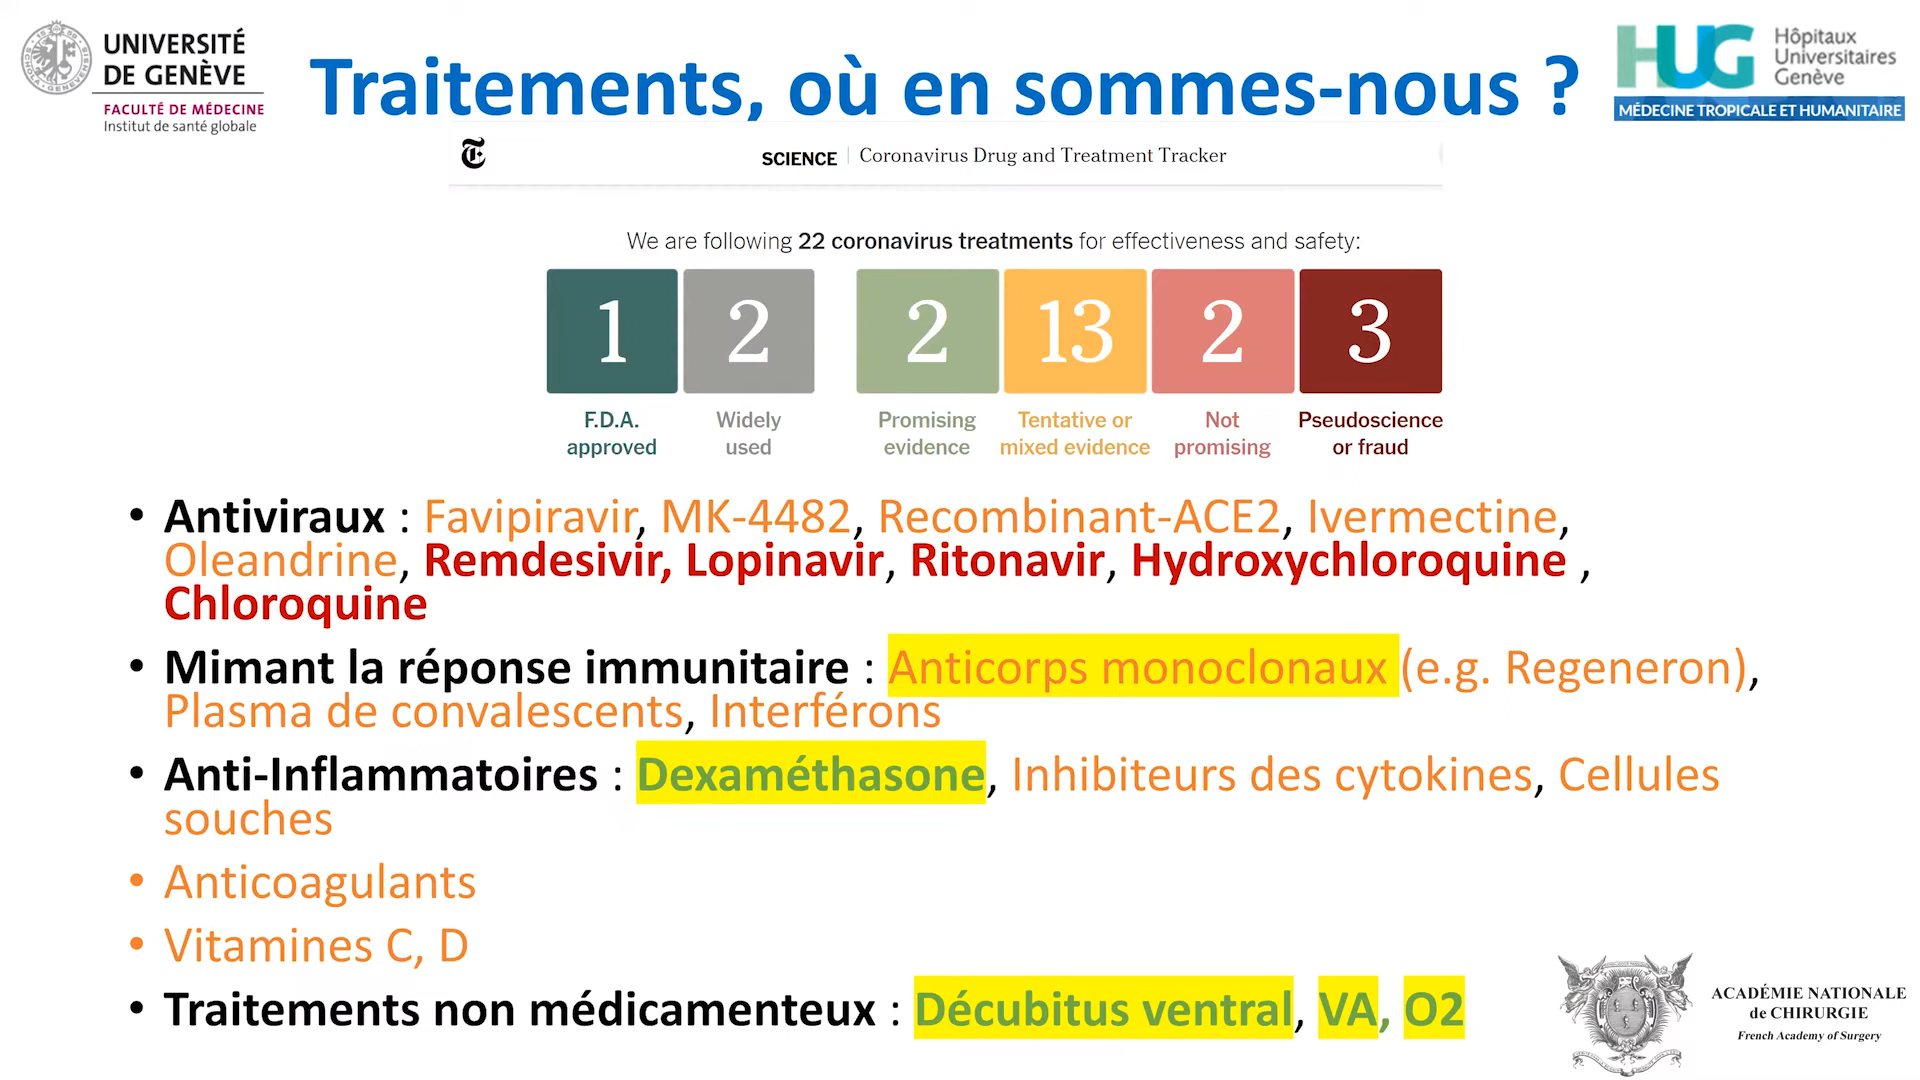 UNIVERSITÉ
DE GENÈVE
FACULTÉ DE MÉDECINE
Institut de santé globale
Traitements, où en sommes-nous ?
HUG Hôpitaux
Universitaires
Genève
MÉDECINE TROPICALE ET HUMANITAIRE
SCIENCE | Coronavirus Drug and Treatment Tracker
We are following 22 coronavirus treatments for effectiveness and safety:
1 2 2 13 2 3
F.D.A. approved
Widely used
Promising evidence
Tentative or mixed evidence
Not promising
Pseudoscience or fraud
• Antiviraux : Favipiravir, MK-4482, Recombinant-ACE2, Ivermectine,
Oleandrine, Remdesivir, Lopinavir, Ritonavir, Hydroxychloroquine ,
Chloroquine
• Mimant la réponse immunitaire : Anticorps monoclonaux (e.g. Regeneron),
Plasma de convalescents, Interférons
• Anti-Inflammatoires : Dexaméthasone, Inhibiteurs des cytokines, Cellules
souches
• Anticoagulants
• Vitamines C, D
• Traitements non médicamenteux : Décubitus ventral, VA, O2
ACADÉMIE NATIONALE
de CHIRURGIE
French Academy of Surgery